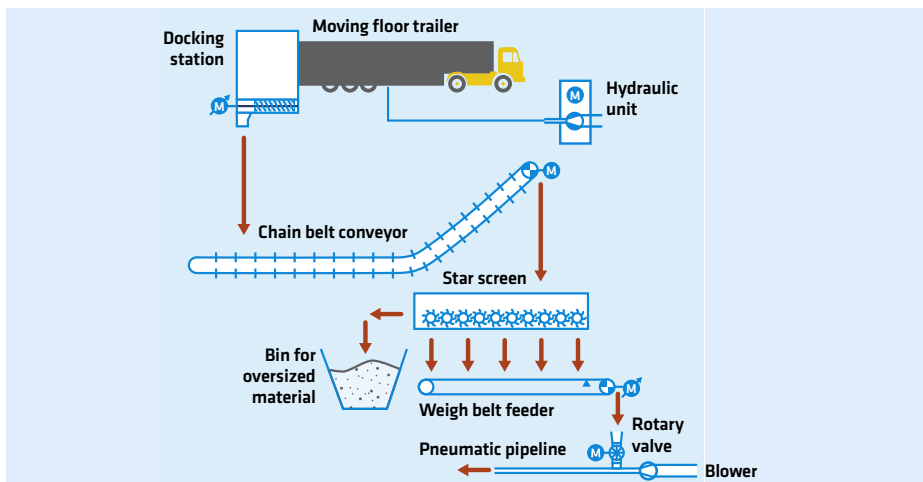 Moving floor trailer
Docking
station
M
M
Hydraulic
unit
M
Chain belt conveyor
Star screen
Bin for
oversized
material
M
Weigh belt feeder
Rotary
valve
M
Pneumatic pipeline
Blower